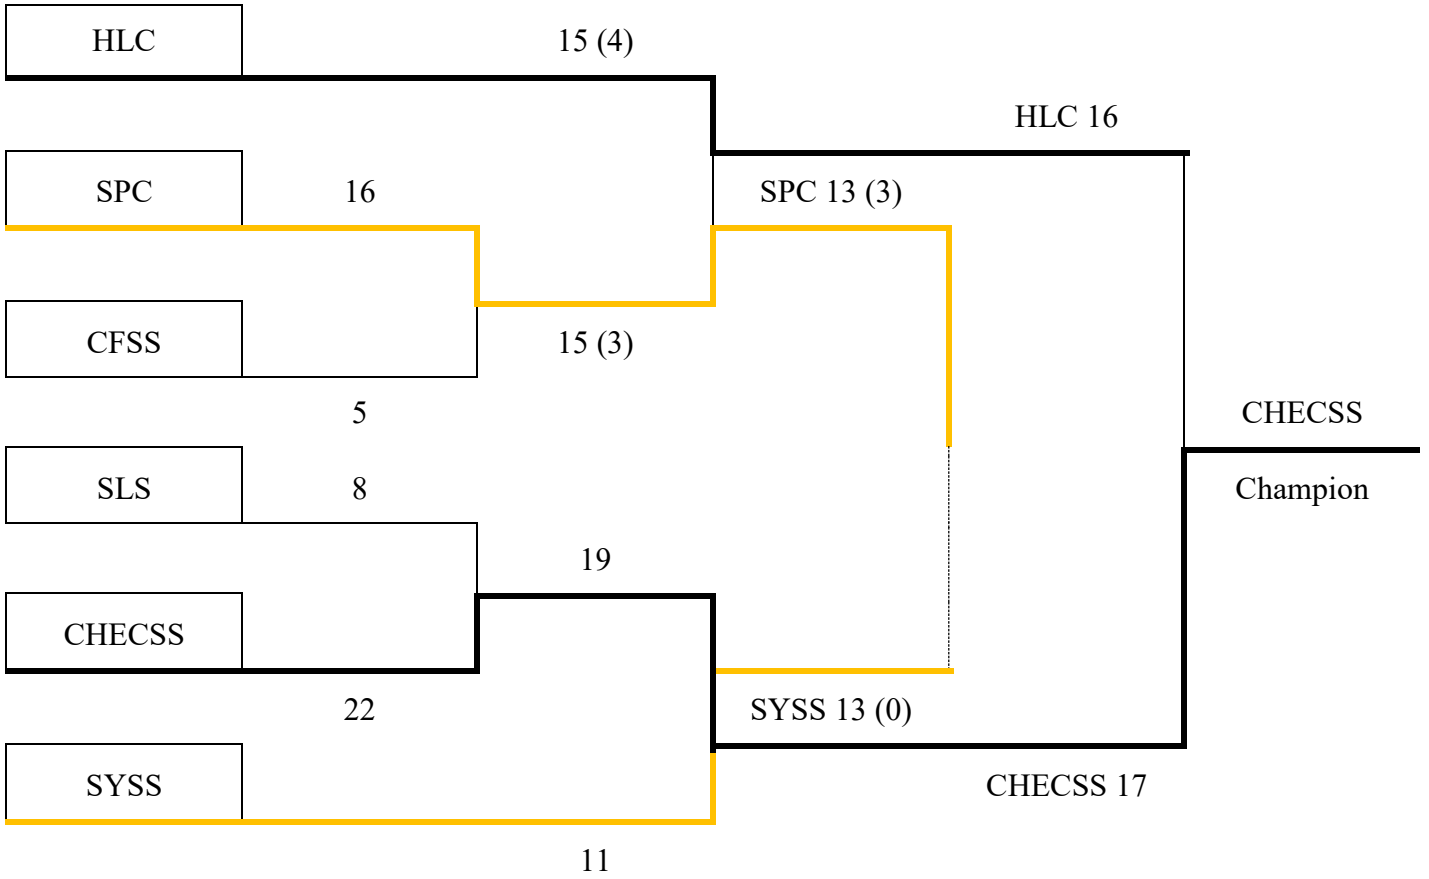 HLC 15 (4)
HLC 16
SPC 16 SPC 13 (3)
CFSS 15 (3)
5 CHECSS
SLS 8 Champion
19
CHECSS
22 SYSS 13 (0)
SYSS CHECSS 17
11